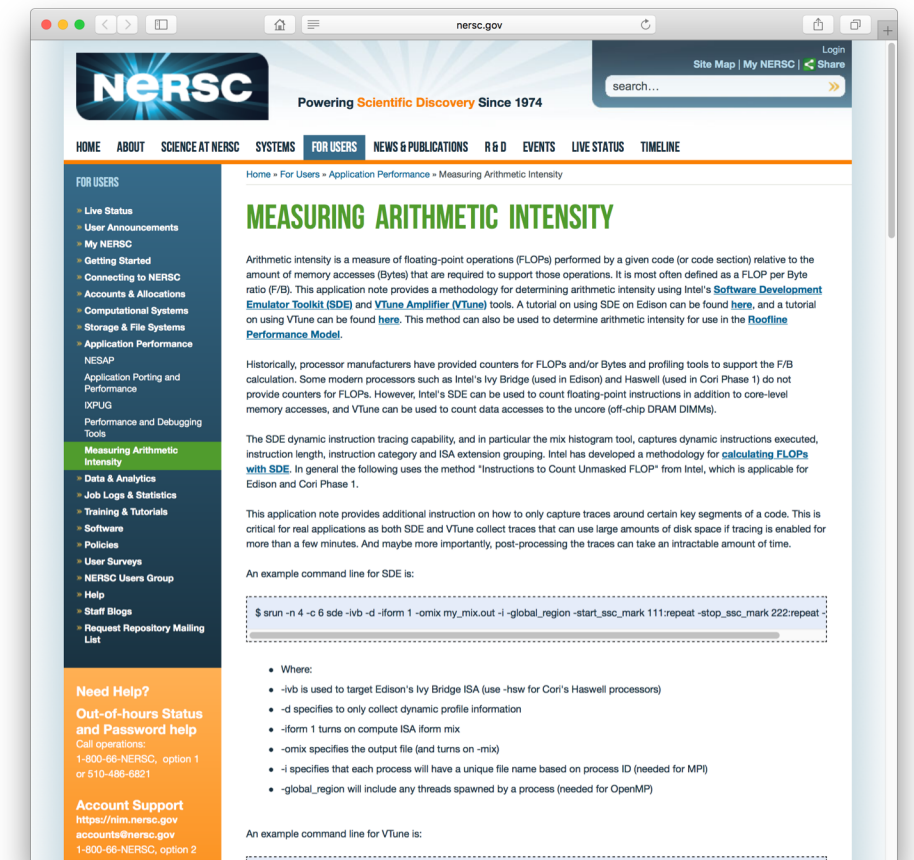 nersc.gov
Login
Site Map | My NERSC | Share
NERSC
search...
Powering Scientific Discovery Since 1974
HOME ABOUT SCIENCE AT NERSC SYSTEMS FOR USERS NEWS & PUBLICATIONS R & D EVENTS LIVE STATUS TIMELINE
FOR USERS
» Live Status
» User Announcements
» My NERSC
» Getting Started
» Connecting to NERSC
» Accounts & Allocations
» Computational Systems
» Storage & File Systems
» Application Performance
NESAP
Application Porting and
Performance
IXPUG
Performance and Debugging
Tools
Measuring Arithmetic
Intensity
» Data & Analytics
» Job Logs & Statistics
» Training & Tutorials
» Software
» Policies
» User Surveys
» NERSC Users Group
» Help
» Staff Blogs
» Request Repository Mailing
List
Need Help?
Out-of-hours Status
and Password help
Call operations:
1-800-66-NERSC, option 1
or 510-486-6821
Account Support
https://nim.nersc.gov
accounts@nersc.gov
1-800-66-NERSC, option 2
Home » For Users » Application Performance » Measuring Arithmetic Intensity
MEASURING ARITHMETIC INTENSITY
Arithmetic intensity is a measure of floating-point operations (FLOPs) performed by a given code (or code section) relative to the
amount of memory accesses (Bytes) that are required to support those operations. It is most often defined as a FLOP per Byte
ratio (F/B). This application note provides a methodology for determining arithmetic intensity using Intel's Software Development
Emulator Toolkit (SDE) and VTune Amplifier (VTune) tools. A tutorial on using SDE on Edison can be found here, and a tutorial
on using VTune can be found here. This method can also be used to determine arithmetic intensity for use in the Roofline
Performance Model.
Historically, processor manufacturers have provided counters for FLOPs and/or Bytes and profiling tools to support the F/B
calculation. Some modern processors such as Intel's Ivy Bridge (used in Edison) and Haswell (used in Cori Phase 1) do not
provide counters for FLOPs. However, Intel's SDE can be used to count floating-point instructions in addition to core-level
memory accesses, and VTune can be used to count data accesses to the uncore (off-chip DRAM DIMMs).
The SDE dynamic instruction tracing capability, and in particular the mix histogram tool, captures dynamic instructions executed,
instruction length, instruction category and ISA extension grouping. Intel has developed a methodology for calculating FLOPs
with SDE. In general the following uses the method "Instructions to Count Unmasked FLOP" from Intel, which is applicable for
Edison and Cori Phase 1.
This application note provides additional instruction on how to only capture traces around certain key segments of a code. This is
critical for real applications as both SDE and VTune collect traces that can use large amounts of disk space if tracing is enabled for
more than a few minutes. And maybe more importantly, post-processing the traces can take an intractable amount of time.
An example command line for SDE is:
$ srun -n 4 -c 6 sde -ivb -d -iform 1 -omix my_mix.out -i -global_region -start_ssc_mark 111:repeat -stop_ssc_mark 222:repeat -
• Where:
• -ivb is used to target Edison's Ivy Bridge ISA (use -hsw for Cori's Haswell processors)
• -d specifies to only collect dynamic profile information
• -iform 1 turns on compute ISA iform mix
• -omix specifies the output file (and turns on -mix)
• -i specifies that each process will have a unique file name based on process ID (needed for MPI)
• -global_region will include any threads spawned by a process (needed for OpenMP)
An example command line for VTune is: